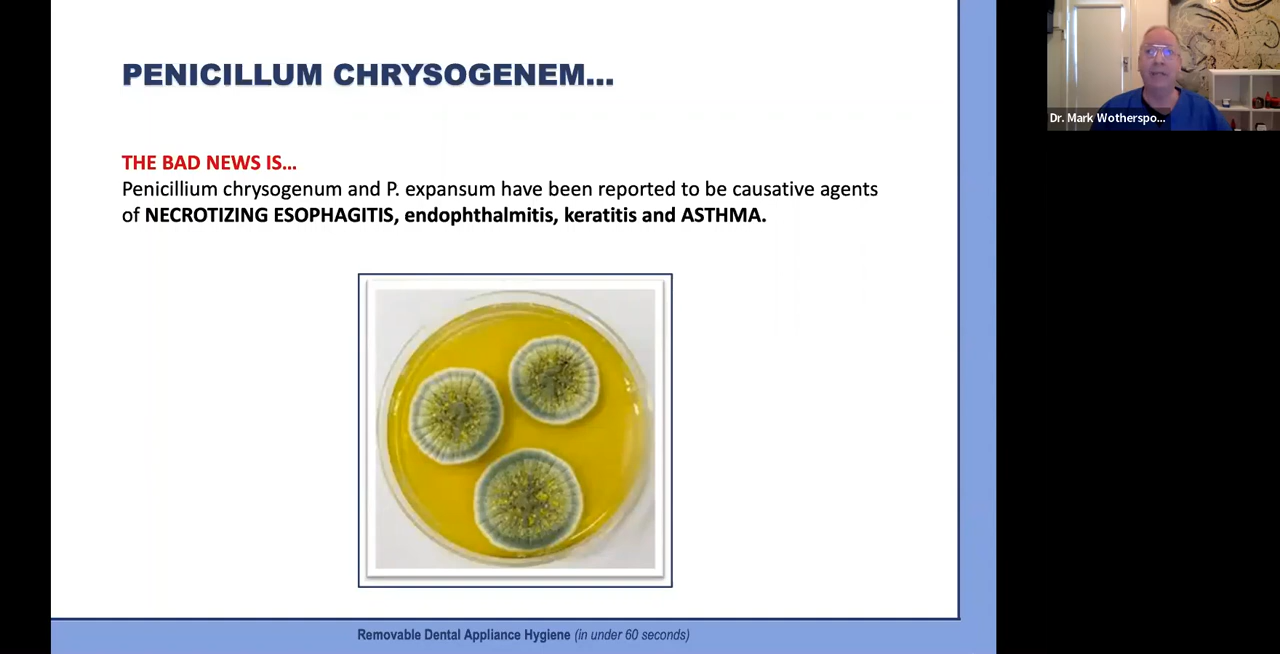 PENICILLUM CHRYSOGENEM...
THE BAD NEWS IS...
Penicillium chrysogenum and P. expansum have been reported to be causative agents
of NECROTIZING ESOPHAGITIS, endophthalmitis, keratitis and ASTHMA.
Removable Dental Appliance Hygiene (in under 60 seconds)
Dr. Mark Wotherspo...